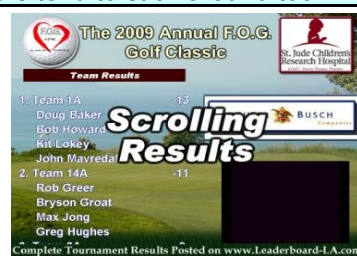 F.O.G.
The 2009 Annual F.O.G.
Golf Classic
St. Jude Children's
Research Hospital
Team Results
1. Team 1A -13
Doug Baker
Bob Howard
Kit Lokey
John Mavredak
Scrolling
Results
BUSCH
Companies
2. Team 14A -11
Rob Greer
Bryson Groat
Max Jong
Greg Hughes
Complete Tournament Results Posted on www.Leaderboard-LA.com